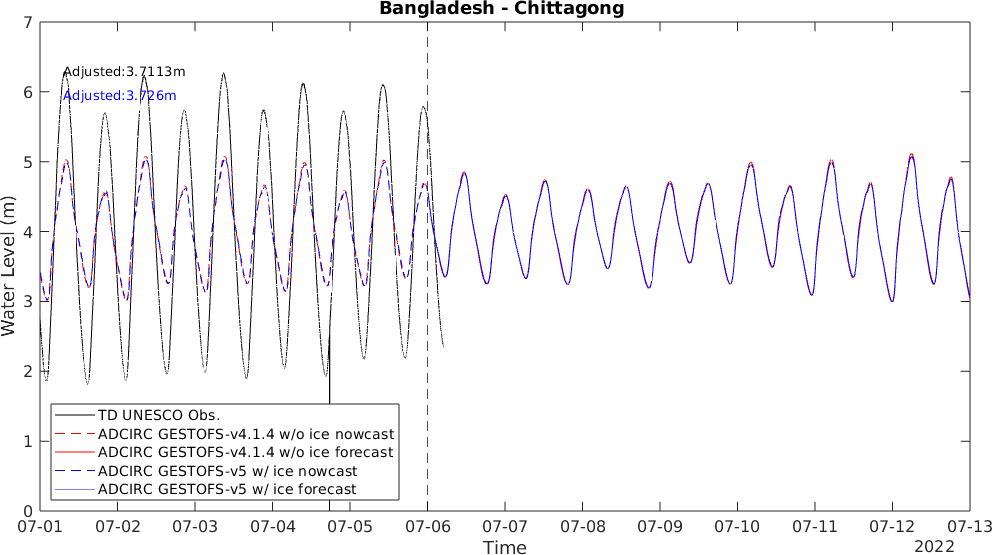 Bangladesh - Chittagong
7
Adjusted:3.7113m
6
Adjusted:3.726m
5
4
3
2
1
0
Water Level (m)
TD UNESCO Obs.
ADCIRC GESTOFS-v4.1.4 w/o ice nowcast
ADCIRC GESTOFS-v4.1.4 w/o ice forecast
ADCIRC GESTOFS-v5 w/ ice nowcast
ADCIRC GESTOFS-v5 w/ ice forecast
07-01 07-02 07-03 07-04 07-05 07-06 07-07 07-08 07-09 07-10 07-11 07-12 07-13
Time
2022